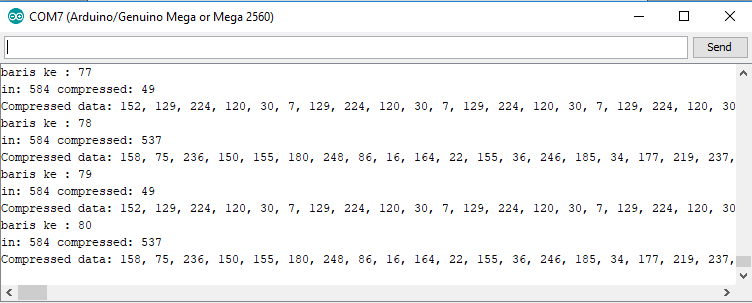 COM7 (Arduino/Genuino Mega or Mega 2560)
Send
baris ke : 77
in: 584 compressed: 49
Compressed data: 152, 129, 224, 120, 30, 7, 129, 224, 120, 30, 7, 129, 224, 120, 30, 7, 129, 224, 120, 30
baris ke : 78
in: 584 compressed: 537
Compressed data: 158, 75, 236, 150, 155, 180, 248, 86, 16, 164, 22, 155, 36, 246, 185, 34, 177, 219, 237,
baris ke : 79
in: 584 compressed: 49
Compressed data: 152, 129, 224, 120, 30, 7, 129, 224, 120, 30, 7, 129, 224, 120, 30, 7, 129, 224, 120, 30
baris ke : 80
in: 584 compressed: 537
Compressed data: 158, 75, 236, 150, 155, 180, 248, 86, 16, 164, 22, 155, 36, 246, 185, 34, 177, 219, 237,